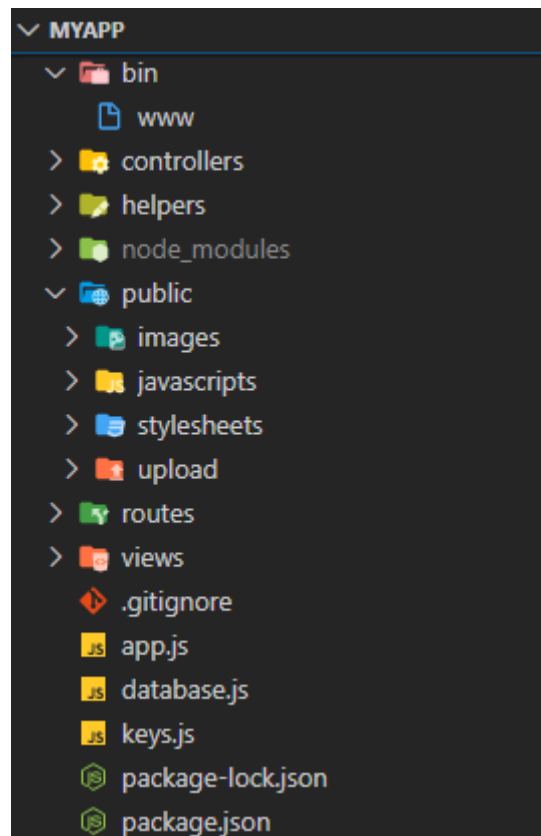 MYAPP
bin
www
controllers
helpers
node_modules
public
images
javascripts
stylesheets
upload
routes
views
.gitignore
app.js
database.js
keys.js
package-lock.json
package.json